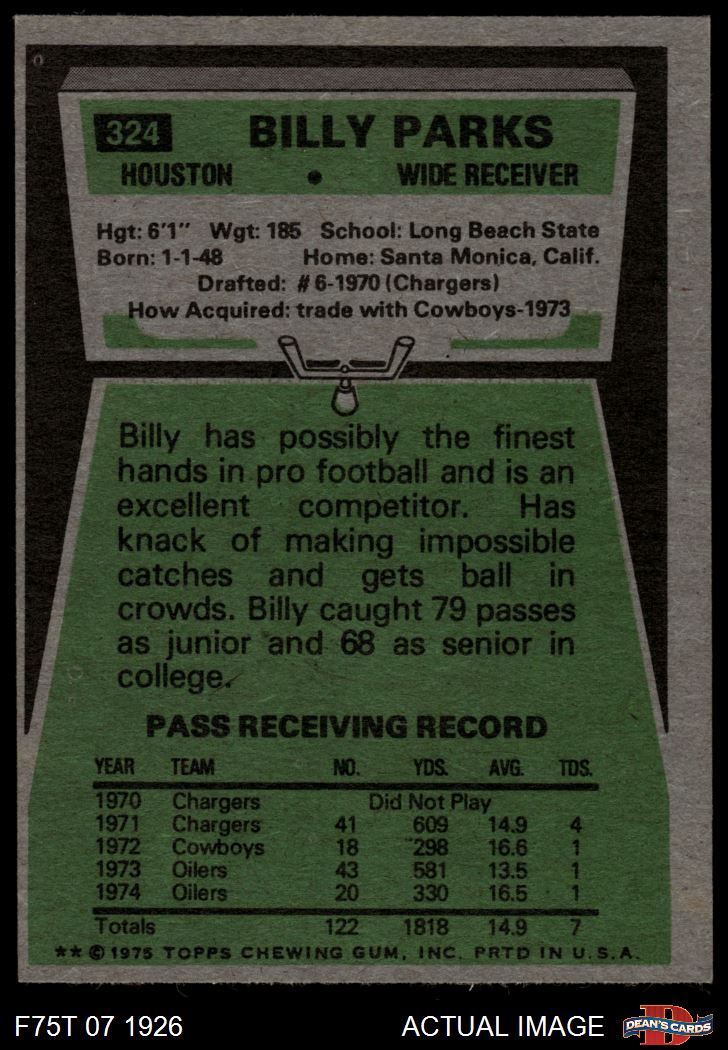 324 BILLY PARKS
HOUSTON • WIDE RECEIVER
Hgt: 6'1" Wgt: 185 School: Long Beach State
Born: 1-1-48 Home: Santa Monica, Calif.
Drafted: #6-1970 (Chargers)
How Acquired: trade with Cowboys-1973
Billy has possibly the finest
hands in pro football and is an
excellent competitor. Has
knack of making impossible
catches and gets ball in
crowds. Billy caught 79 passes
as junior and 68 as senior in
college.
PASS RECEIVING RECORD
YEAR TEAM NO. YDS. AVG. TDS.
1970 Chargers Did Not Play
1971 Chargers 41 609 14.9 4
1972 Cowboys 18 298 16.6 1
1973 Oilers 43 581 13.5 1
1974 Oilers 20 330 16.5 1
Totals 122 1818 14.9 7
** © 1975 TOPPS CHEWING GUM, INC. PRTD IN U.S.A.
F75T 07 1926 ACTUAL IMAGE D DEAN'S CARDS